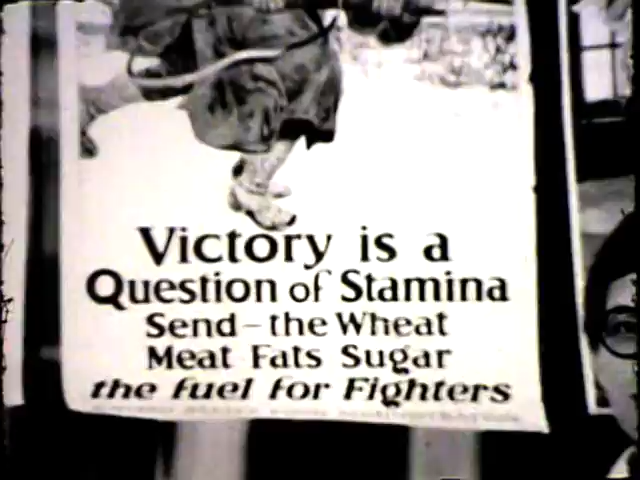 Victory is a
Question of Stamina
Send - the Wheat
Meat Fats Sugar
the fuel for Fighters